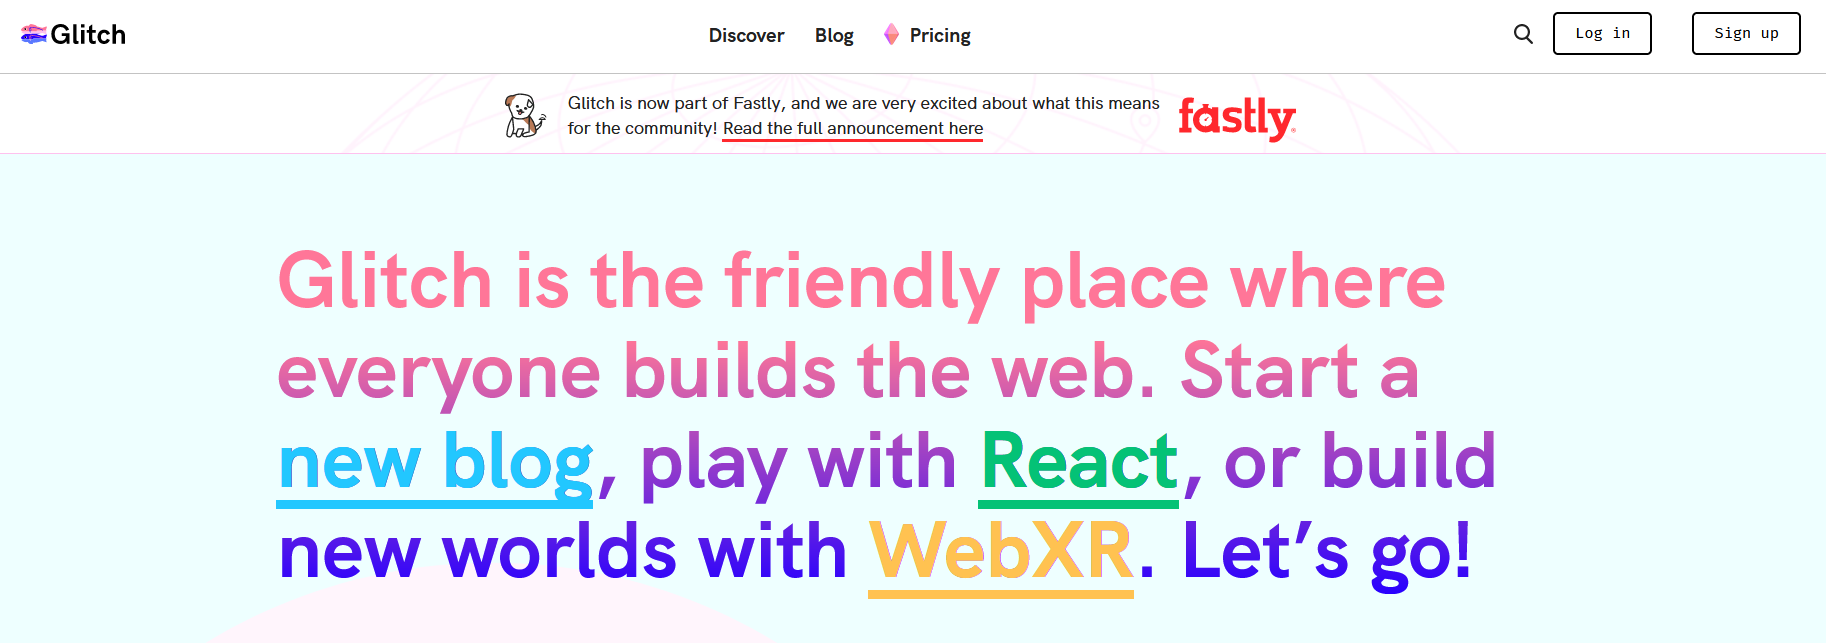 Glitch
Discover
Blog
Pricing
Log in
Sign up
Glitch is now part of Fastly, and we are very excited about what this means
for the community! Read the full announcement here
fastly
Glitch is the friendly place where
everyone builds the web. Start a
new blog, play with React, or build
new worlds with WebXR. Let’s go!